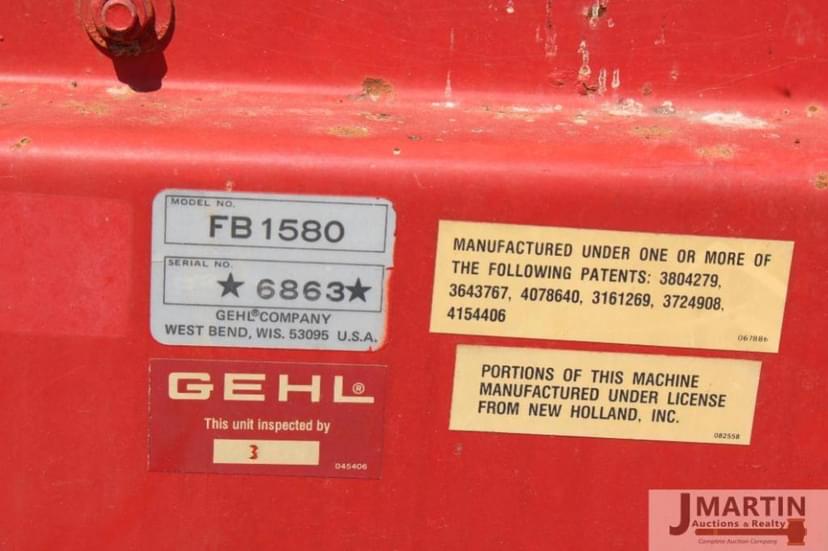 MODEL NO.
FB1580
SERIAL NO.
★ 6863★
GEHL® COMPANY
WEST BEND, WIS. 53095 U.S.A.
GEHL®
This unit inspected by
3
045406
MANUFACTURED UNDER ONE OR MORE OF
THE FOLLOWING PATENTS: 3804279,
3643767, 4078640, 3161269, 3724908,
4154406
067886
PORTIONS OF THIS MACHINE
MANUFACTURED UNDER LICENSE
FROM NEW HOLLAND, INC.
082558
J MARTIN
Auctions & Realty
Complete Auction Company